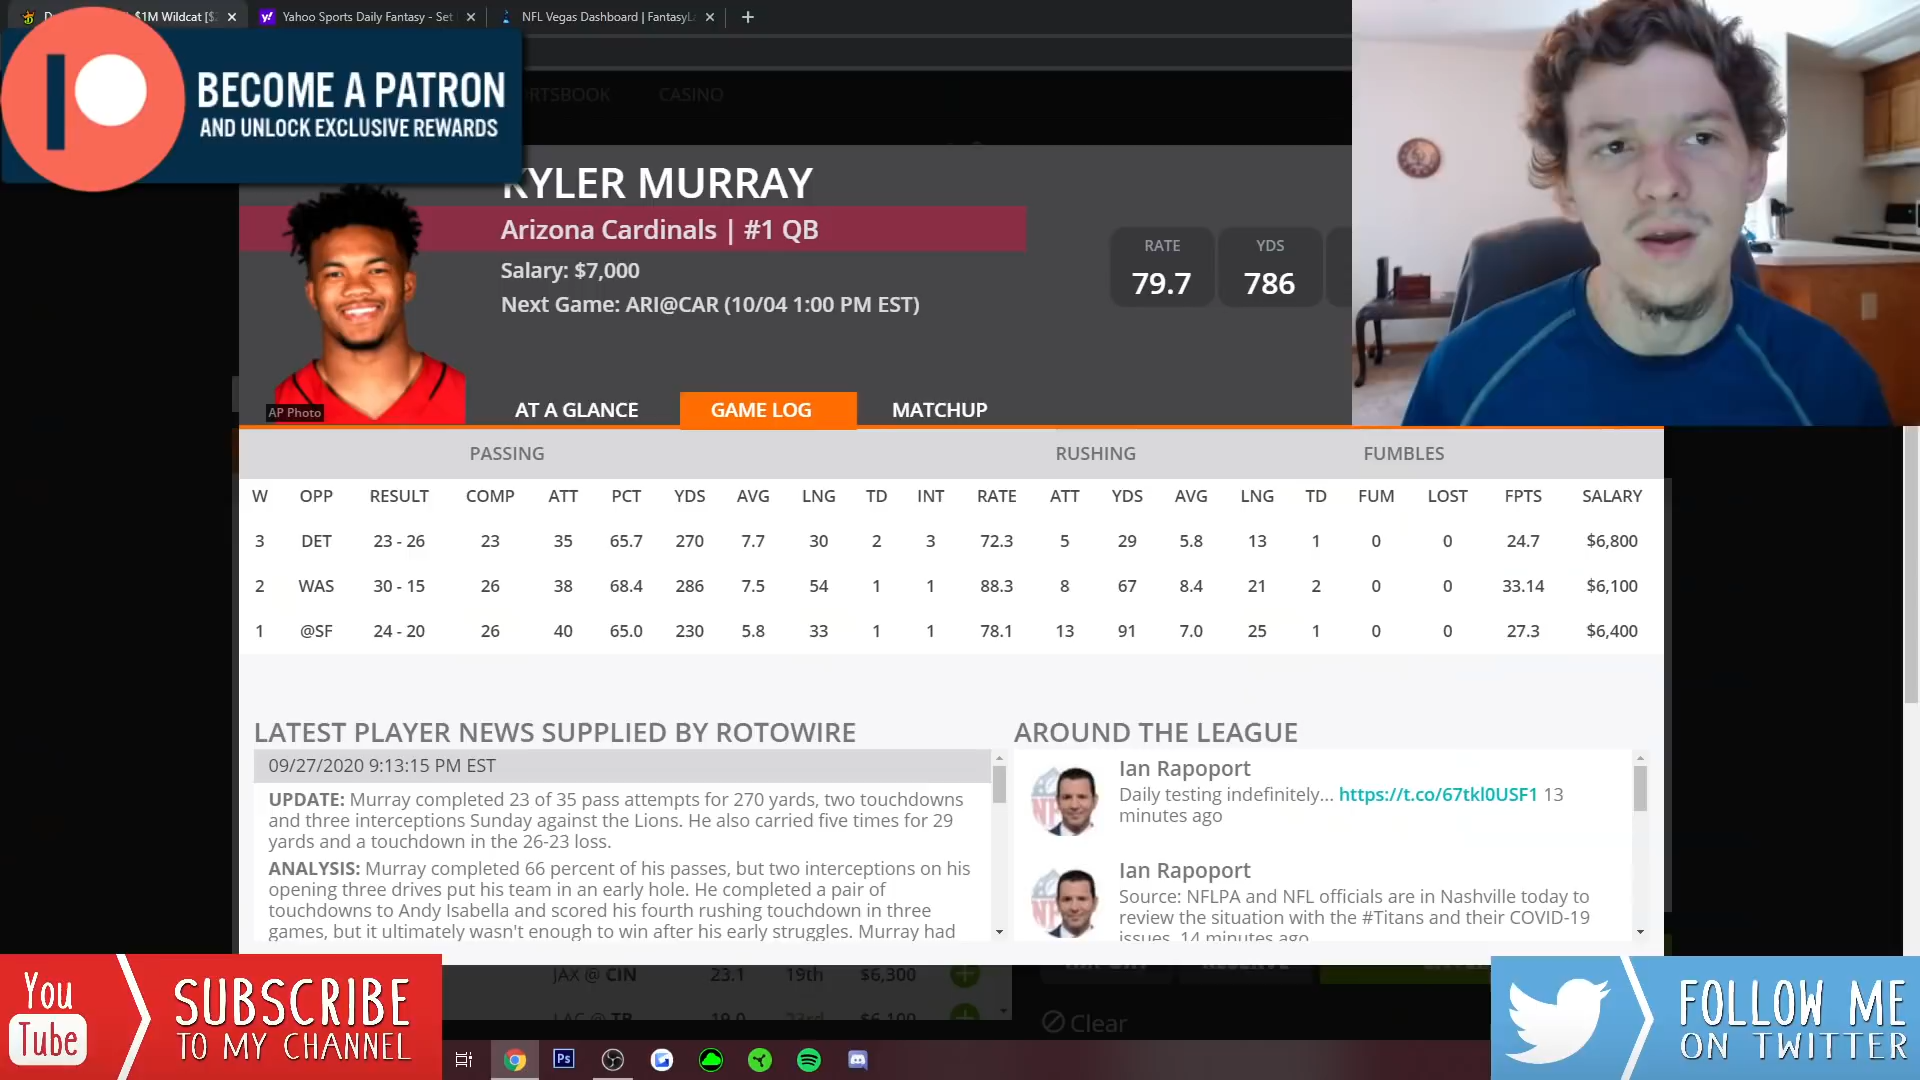 $1M Wildcat [$
Yahoo Sports Daily Fantasy - Set
NFL Vegas Dashboard | FantasyL
BECOME A PATRON
AND UNLOCK EXCLUSIVE REWARDS
RTSBOOK
CASINO
KYLER MURRAY
Arizona Cardinals | #1 QB
Salary: $7,000
Next Game: ARI@CAR (10/04 1:00 PM EST)
RATE
79.7
YDS
786
AP Photo
AT A GLANCE
GAME LOG
MATCHUP
PASSING RUSHING FUMBLES
W OPP RESULT COMP ATT PCT YDS AVG LNG TD INT RATE ATT YDS AVG LNG TD FUM LOST FPTS SALARY
3 DET 23 - 26 23 35 65.7 270 7.7 30 2 3 72.3 5 29 5.8 13 1 0 0 24.7 $6,800
2 WAS 30 - 15 26 38 68.4 286 7.5 54 1 1 88.3 8 67 8.4 21 2 0 0 33.14 $6,100
1 @SF 24 - 20 26 40 65.0 230 5.8 33 1 1 78.1 13 91 7.0 25 1 0 0 27.3 $6,400
LATEST PLAYER NEWS SUPPLIED BY ROTOWIRE
09/27/2020 9:13:15 PM EST
UPDATE: Murray completed 23 of 35 pass attempts for 270 yards, two touchdowns
and three interceptions Sunday against the Lions. He also carried five times for 29
yards and a touchdown in the 26-23 loss.
ANALYSIS: Murray completed 66 percent of his passes, but two interceptions on his
opening three drives put his team in an early hole. He completed a pair of
touchdowns to Andy Isabella and scored his fourth rushing touchdown in three
games, but it ultimately wasn't enough to win after his early struggles. Murray had
AROUND THE LEAGUE
Ian Rapoport
Daily testing indefinitely... https://t.co/67tkl0USF1 13
minutes ago
Ian Rapoport
Source: NFLPA and NFL officials are in Nashville today to
review the situation with the #Titans and their COVID-19
issues. 14 minutes ago
JAX @ CIN 23.1 19th $6,300
LAC @ TB 19.0 23rd $6,100
Clear
You
Tube
SUBSCRIBE
TO MY CHANNEL
Ps
FOLLOW ME
ON TWITTER